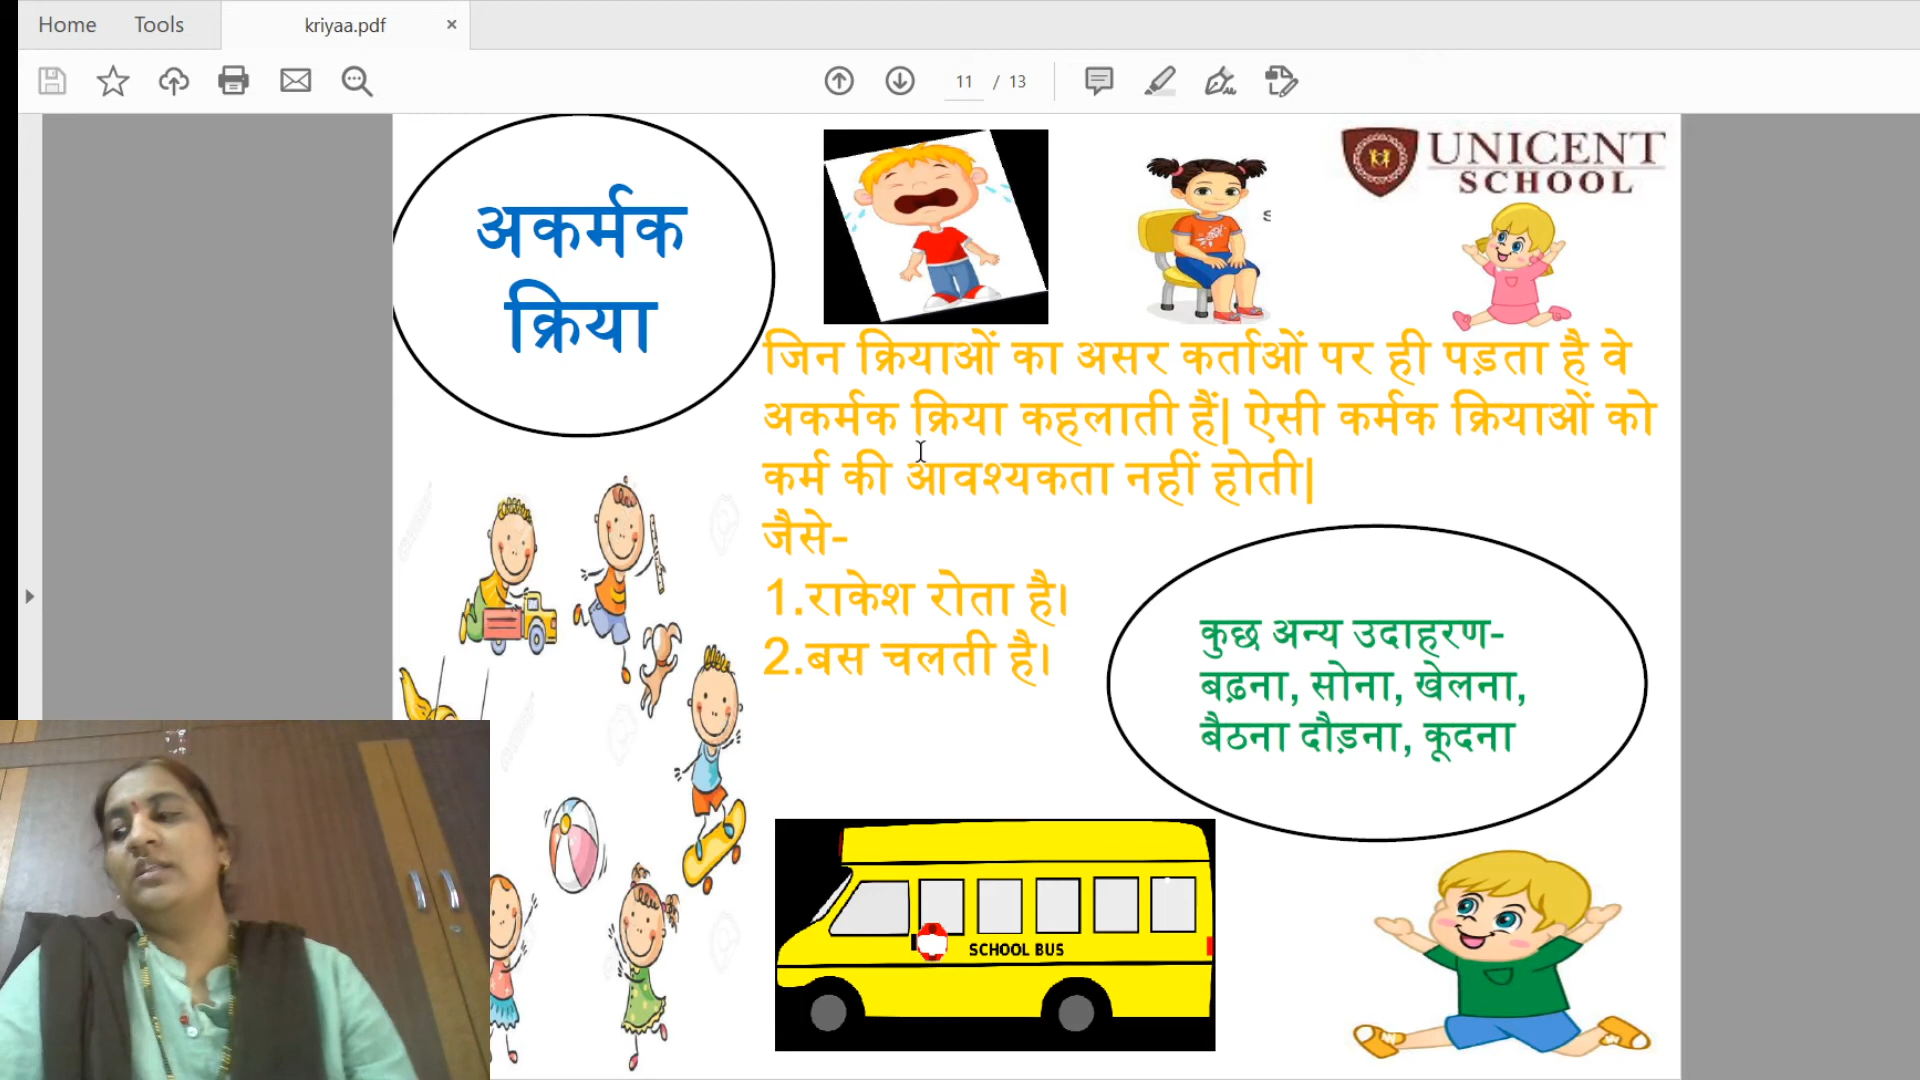 Home Tools kriyaa.pdf
11 / 13
अकर्मक
क्रिया
UNICENT
SCHOOL
जिन क्रियाओं का असर कर्ताओं पर ही पड़ता है वे
अकर्मक क्रिया कहलाती हैं| ऐसी कर्मक क्रियाओं को
कर्म की आवश्यकता नहीं होती|
जैसे-
1.राकेश रोता है।
2.बस चलती है।
कुछ अन्य उदाहरण-
बढ़ना, सोना, खेलना,
बैठना दौड़ना, कूदना
SCHOOL BUS